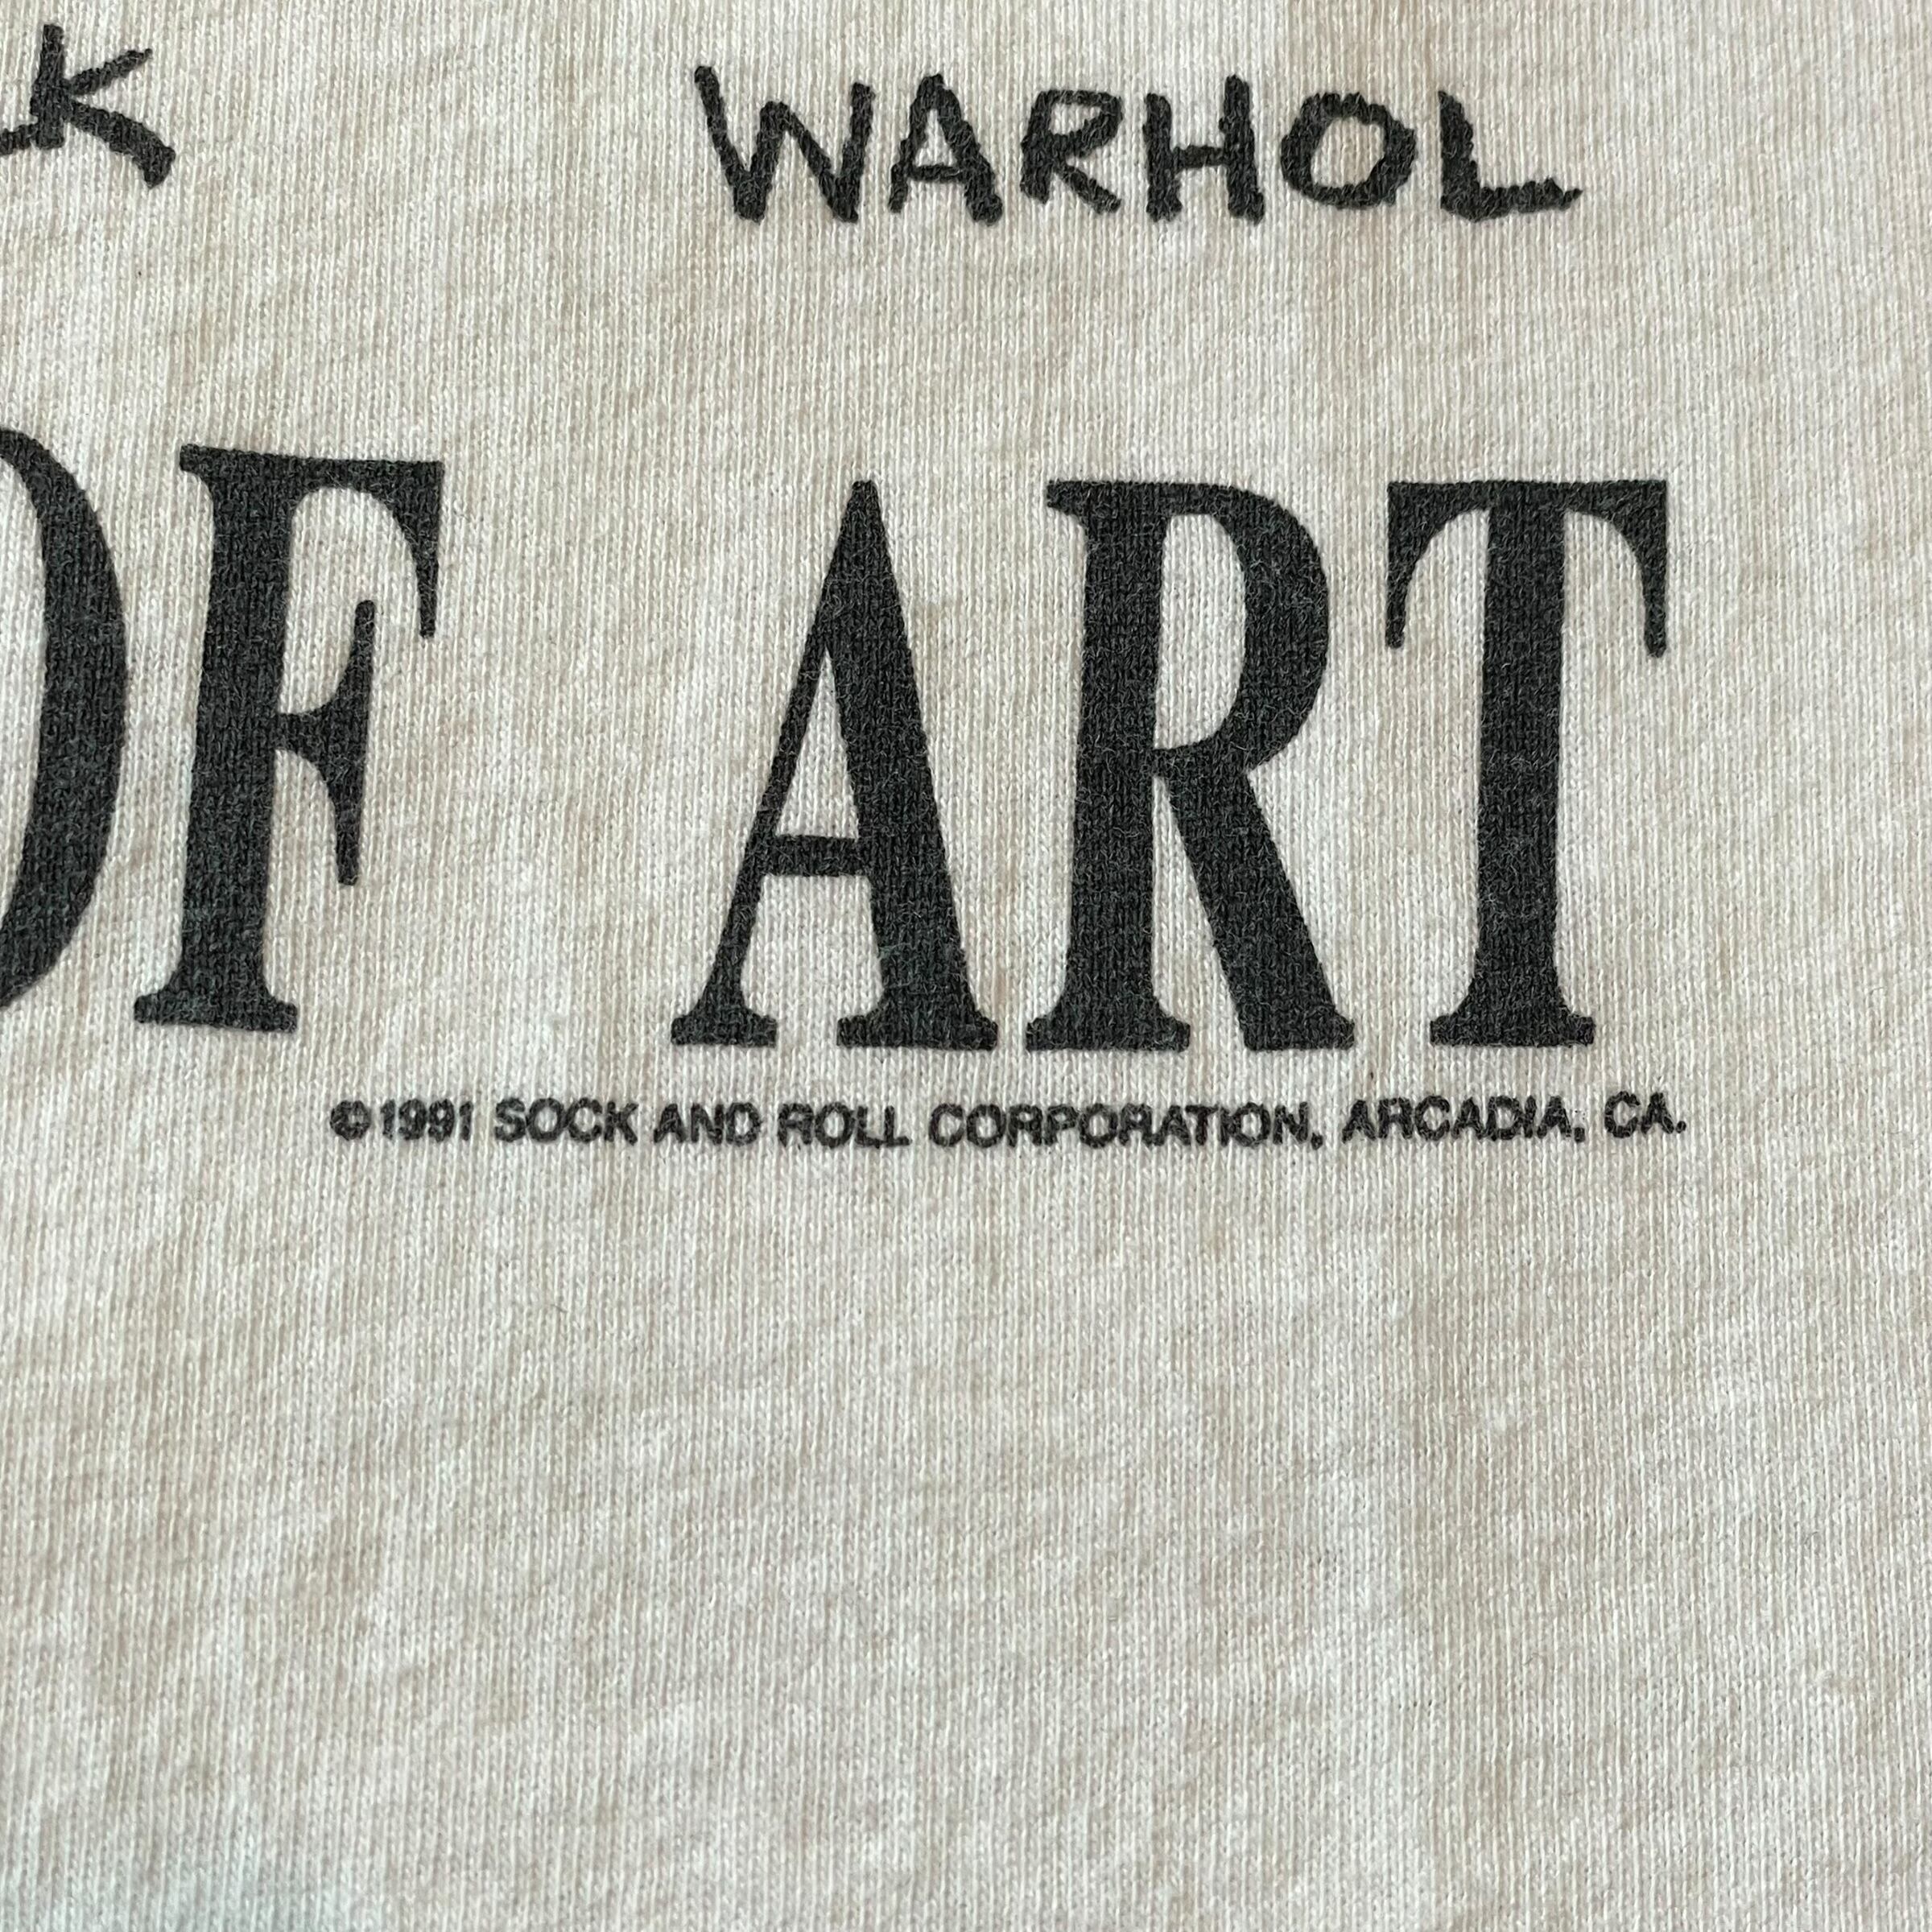 WARHOL
OF ART
©1991 SOCK AND ROLL CORPORATION, ARCADIA, CA.